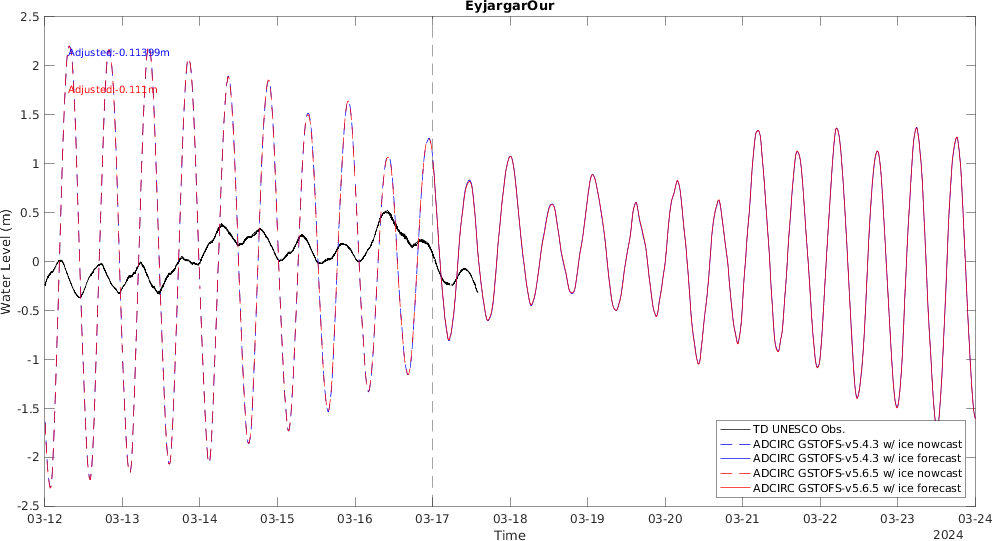 EyjargarOur
2.5
Adjusted:-0.11399m
2
Adjusted:-0.111m
1.5
1
0.5
0
-0.5
-1
-1.5
-2
-2.5
Water Level (m)
TD UNESCO Obs.
ADCIRC GSTOFS-v5.4.3 w/ ice nowcast
ADCIRC GSTOFS-v5.4.3 w/ ice forecast
ADCIRC GSTOFS-v5.6.5 w/ ice nowcast
ADCIRC GSTOFS-v5.6.5 w/ ice forecast
03-12 03-13 03-14 03-15 03-16 03-17 03-18 03-19 03-20 03-21 03-22 03-23 03-24
Time 2024